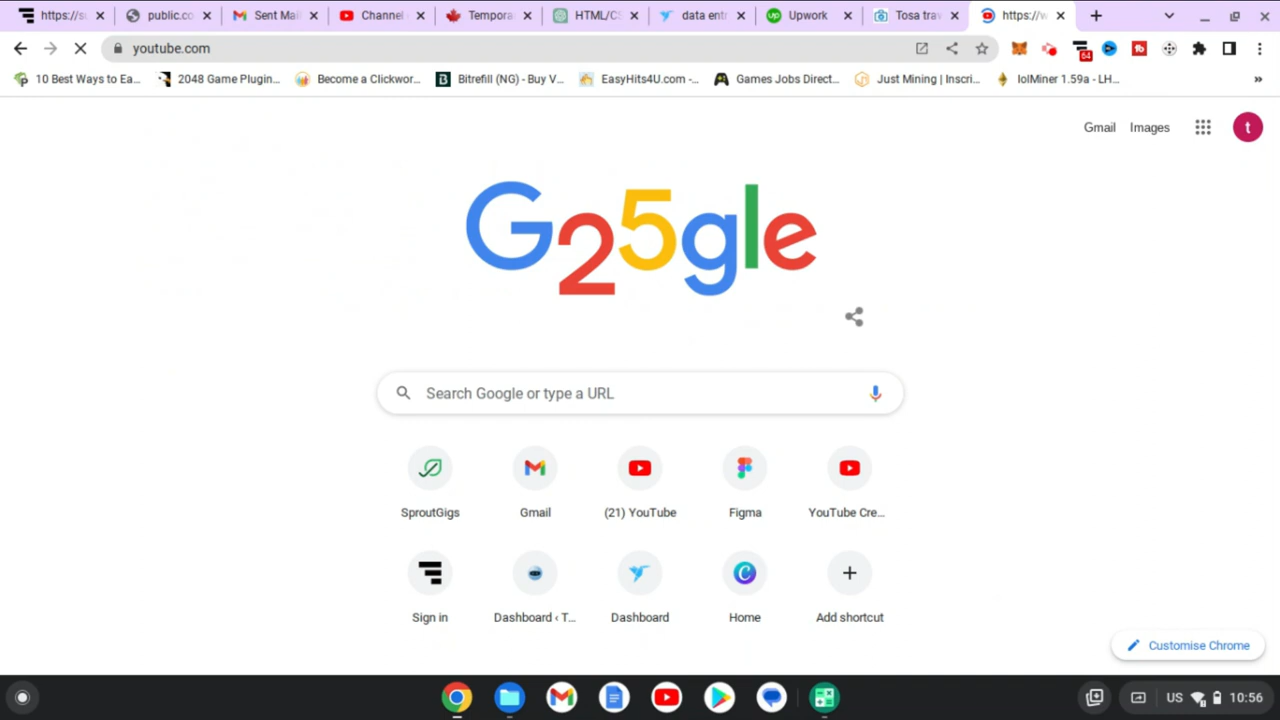 https://su
public.co
Sent Mai
Channel
Tempora
HTML/CS
data entr
Upwork
Tosa trav
https://w
youtube.com
64
10 Best Ways to Ea...
2048 Game Plugin...
Become a Clickwor...
Bitrefill (NG) - Buy V...
EasyHits4U.com -...
Games Jobs Direct...
Just Mining | Inscri...
lolMiner 1.59a - LH...
Gmail Images
t
G25gle
Search Google or type a URL
SproutGigs
Gmail
(21) YouTube
Figma
YouTube Cre...
Sign in
Dashboard ‹ T...
Dashboard
Home
Add shortcut
Customise Chrome
US 10:56